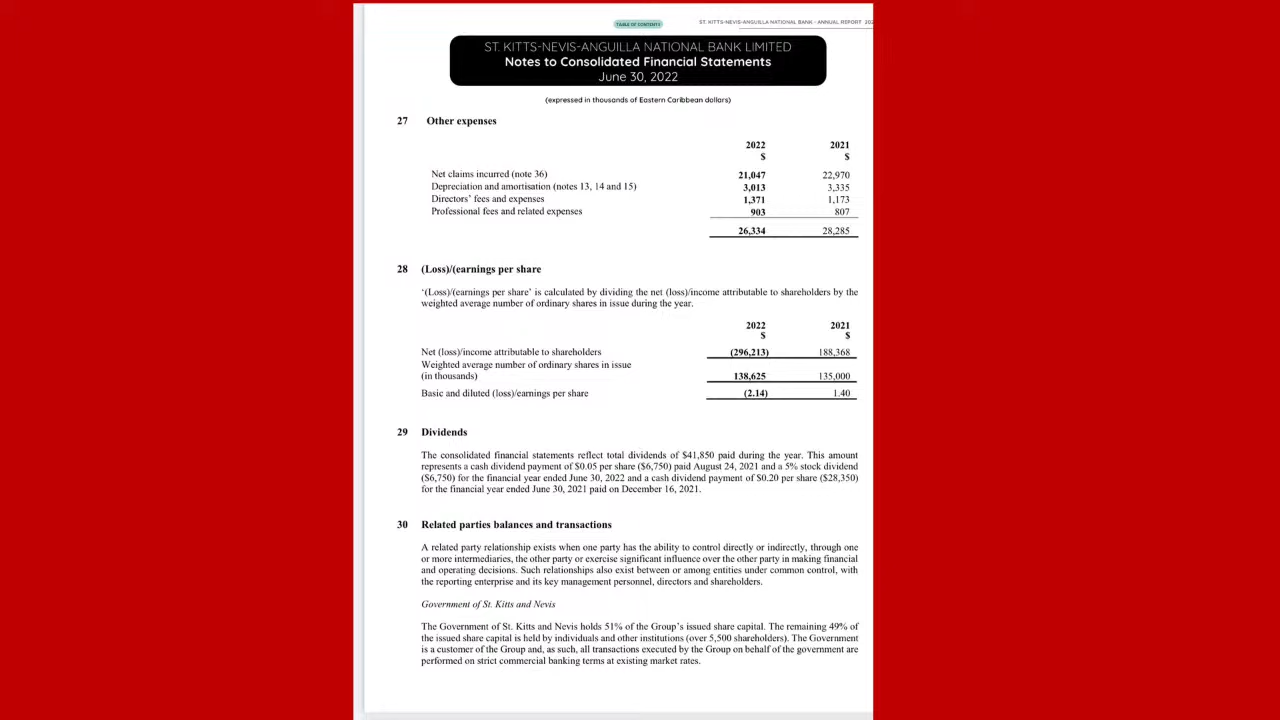 TABLE OF CONTENTS
ST. KITTS-NEVIS-ANGUILLA NATIONAL BANK - ANNUAL REPORT
ST. KITTS-NEVIS-ANGUILLA NATIONAL BANK LIMITED
Notes to Consolidated Financial Statements
June 30, 2022
(expressed in thousands of Eastern Caribbean dollars)
27 Other expenses
2022 2021
$ $
Net claims incurred (note 36) 21,047 22,970
Depreciation and amortisation (notes 13, 14 and 15) 3,013 3,335
Directors' fees and expenses 1,371 1,173
Professional fees and related expenses 903 807
26,334 28,285
28 (Loss)/(earnings per share
‘(Loss)/(earnings per share’ is calculated by dividing the net (loss)/income attributable to shareholders by the
weighted average number of ordinary shares in issue during the year.
2022 2021
$ $
Net (loss)/income attributable to shareholders (296,213) 188,368
Weighted average number of ordinary shares in issue
(in thousands) 138,625 135,000
Basic and diluted (loss)/earnings per share (2.14) 1.40
29 Dividends
The consolidated financial statements reflect total dividends of $41,850 paid during the year. This amount
represents a cash dividend payment of $0.05 per share ($6,750) paid August 24, 2021 and a 5% stock dividend
($6,750) for the financial year ended June 30, 2022 and a cash dividend payment of $0.20 per share ($28,350)
for the financial year ended June 30, 2021 paid on December 16, 2021.
30 Related parties balances and transactions
A related party relationship exists when one party has the ability to control directly or indirectly, through one
or more intermediaries, the other party or exercise significant influence over the other party in making financial
and operating decisions. Such relationships also exist between or among entities under common control, with
the reporting enterprise and its key management personnel, directors and shareholders.
Government of St. Kitts and Nevis
The Government of St. Kitts and Nevis holds 51% of the Group's issued share capital. The remaining 49% of
the issued share capital is held by individuals and other institutions (over 5,500 shareholders). The Government
is a customer of the Group and, as such, all transactions executed by the Group on behalf of the government are
performed on strict commercial banking terms at existing market rates.